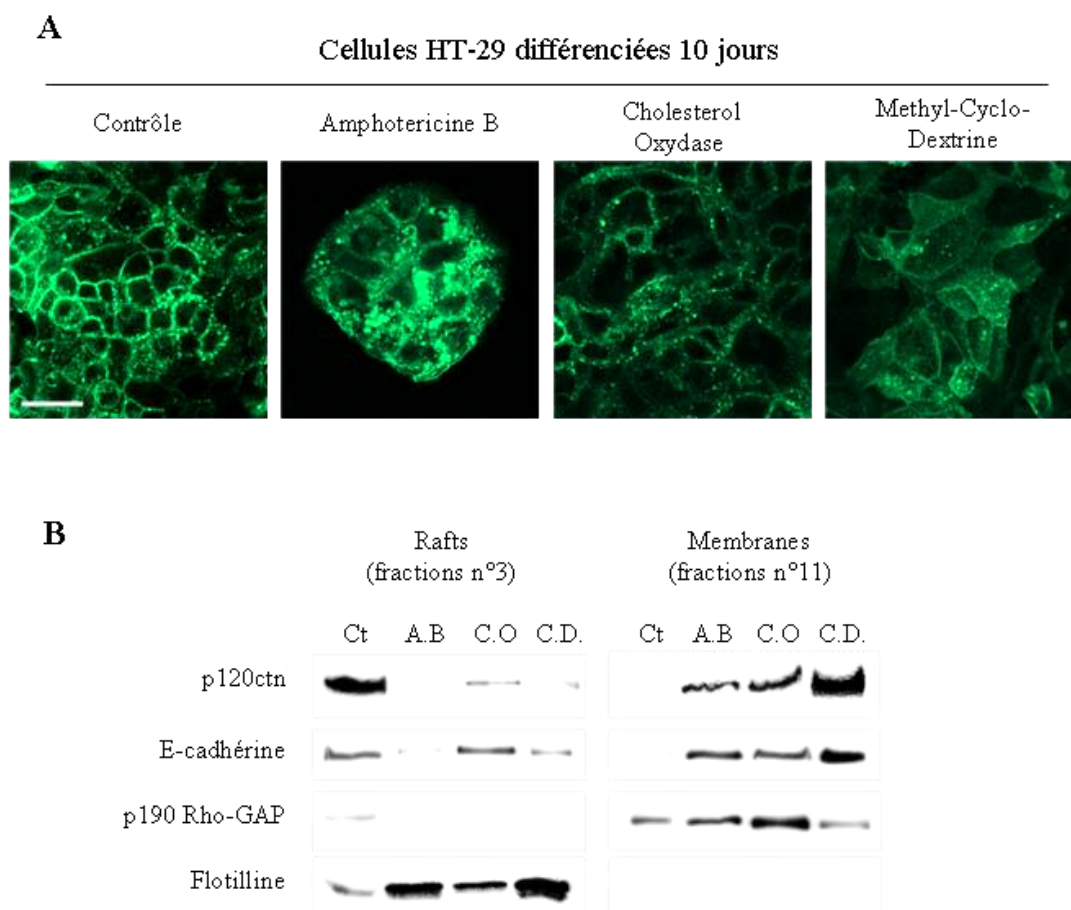 A
Cellules HT-29 différenciées 10 jours
Contrôle
Amphotericine B
Cholesterol
Oxydase
Methyl-Cyclo-
Dextrine
B
Rafts
(fractions n°3)
Membranes
(fractions n°11)
Ct A.B C.O C.D. Ct A.B C.O C.D.
p120ctn
E-cadhérine
p190 Rho-GAP
Flotilline